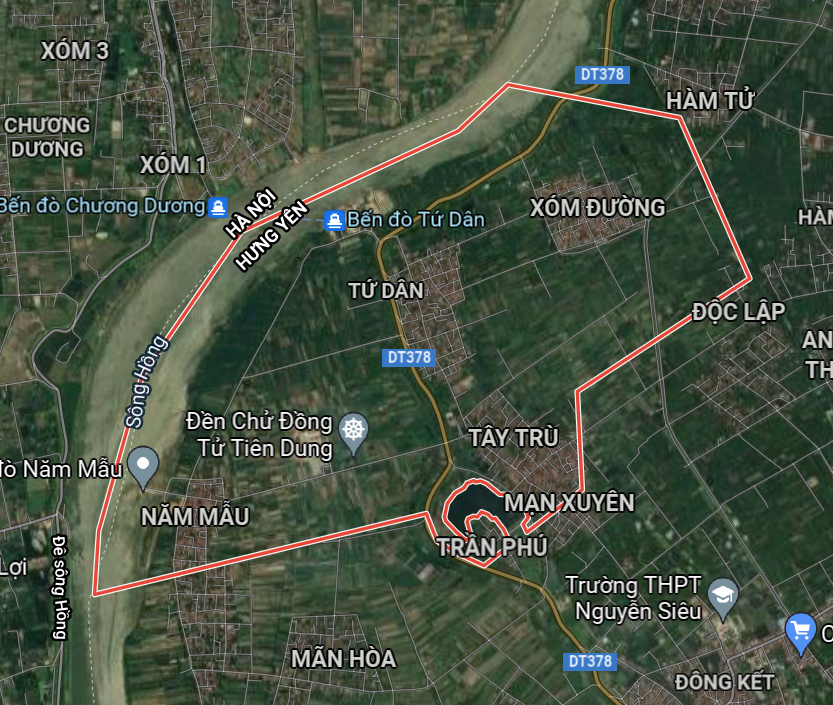 XÓM 3
DT378
HÀM TỬ
CHƯƠNG
DƯƠNG
XÓM 1
Bến đò Chương Dương
HÀ NỘI
HƯNG YÊN
Bến đò Tứ Dân
XÓM ĐƯỜNG
HÀM
TỨ DÂN
ĐỘC LẬP
DT378
Sông Hồng
AN
TH
Đền Chử Đồng
Tử Tiên Dung
TÂY TRÙ
Năm Mẫu
NĂM MẪU
MẠN XUYÊN
TRẦN PHÚ
Lợi
Đê sông Hồng
Trường THPT
Nguyễn Siêu
MÃN HÒA
DT378
C
ĐÔNG KẾT